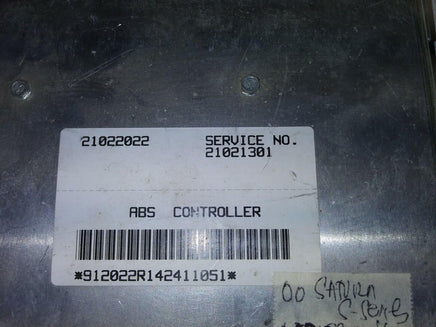 21022022 SERVICE NO.
21021301
ABS CONTROLLER
*912022R142411051*
00 SATURN
S-SERIES